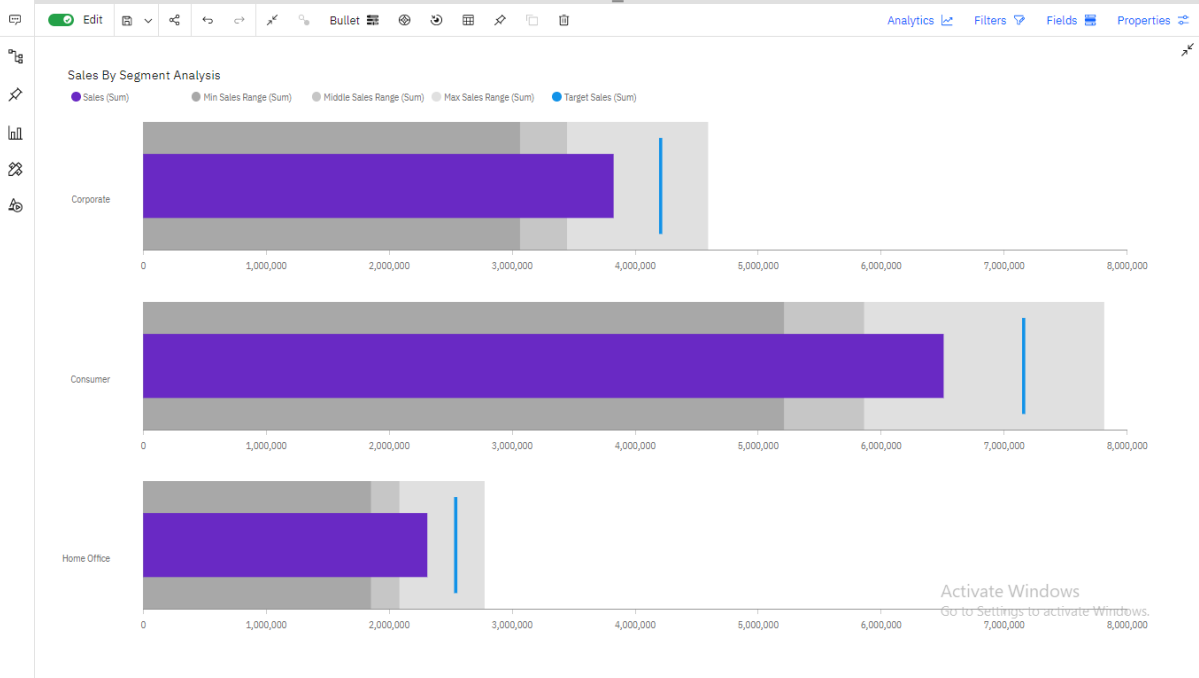 Edit Bullet Analytics Filters Fields Properties
Sales By Segment Analysis
Sales (Sum) Min Sales Range (Sum) Middle Sales Range (Sum) Max Sales Range (Sum) Target Sales (Sum)
Corporate
0 1,000,000 2,000,000 3,000,000 4,000,000 5,000,000 6,000,000 7,000,000 8,000,000
Consumer
0 1,000,000 2,000,000 3,000,000 4,000,000 5,000,000 6,000,000 7,000,000 8,000,000
Home Office
Activate Windows
Go to Settings to activate Windows.
0 1,000,000 2,000,000 3,000,000 4,000,000 5,000,000 6,000,000 7,000,000 8,000,000